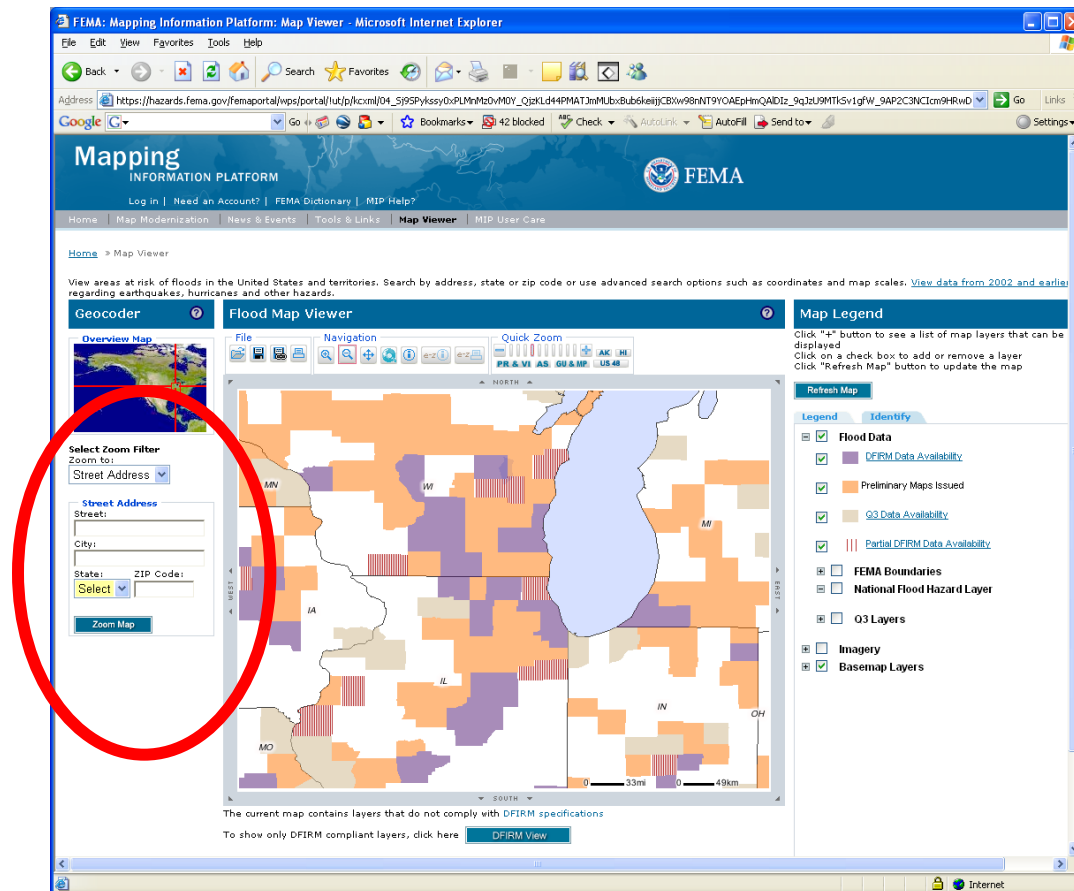 FEMA: Mapping Information Platform: Map Viewer - Microsoft Internet Explorer
File Edit View Favorites Tools Help
Back Search Favorites
Address https://hazards.fema.gov/femaportal/wps/portal/!ut/p/kcxml/
Go Links
Google G Go Bookmarks 42 blocked ABC Check AutoLink AutoFill Send to Settings
Mapping
INFORMATION PLATFORM
FEMA
Log in | Need an Account? | FEMA Dictionary | MIP Help?
Home | Map Modernization | News & Events | Tools & Links | Map Viewer | MIP User Care
Home » Map Viewer
View areas at risk of floods in the United States and territories. Search by address, state or zip code or use advanced search options such as coordinates and map scales. View data from 2002 and earlier
regarding earthquakes, hurricanes and other hazards.
Geocoder ?
Overview Map
Select Zoom Filter
Zoom to:
Street Address
Street Address
Street:
City:
State: ZIP Code:
Select
Zoom Map
Flood Map Viewer ?
File Navigation Quick Zoom
AK HI
PR & VI AS GU & MP US 48
NORTH
WEST
EAST
MN
WI
MI
IA
IL
IN
OH
MO
0 33mi 0 49km
SOUTH
The current map contains layers that do not comply with DFIRM specifications
To show only DFIRM compliant layers, click here DFIRM View
Map Legend
Click "+" button to see a list of map layers that can be
displayed
Click on a check box to add or remove a layer
Click "Refresh Map" button to update the map
Refresh Map
Legend Identify
Flood Data
DFIRM Data Availability
Preliminary Maps Issued
Q3 Data Availability
Partial DFIRM Data Availability
FEMA Boundaries
National Flood Hazard Layer
Q3 Layers
Imagery
Basemap Layers
Internet